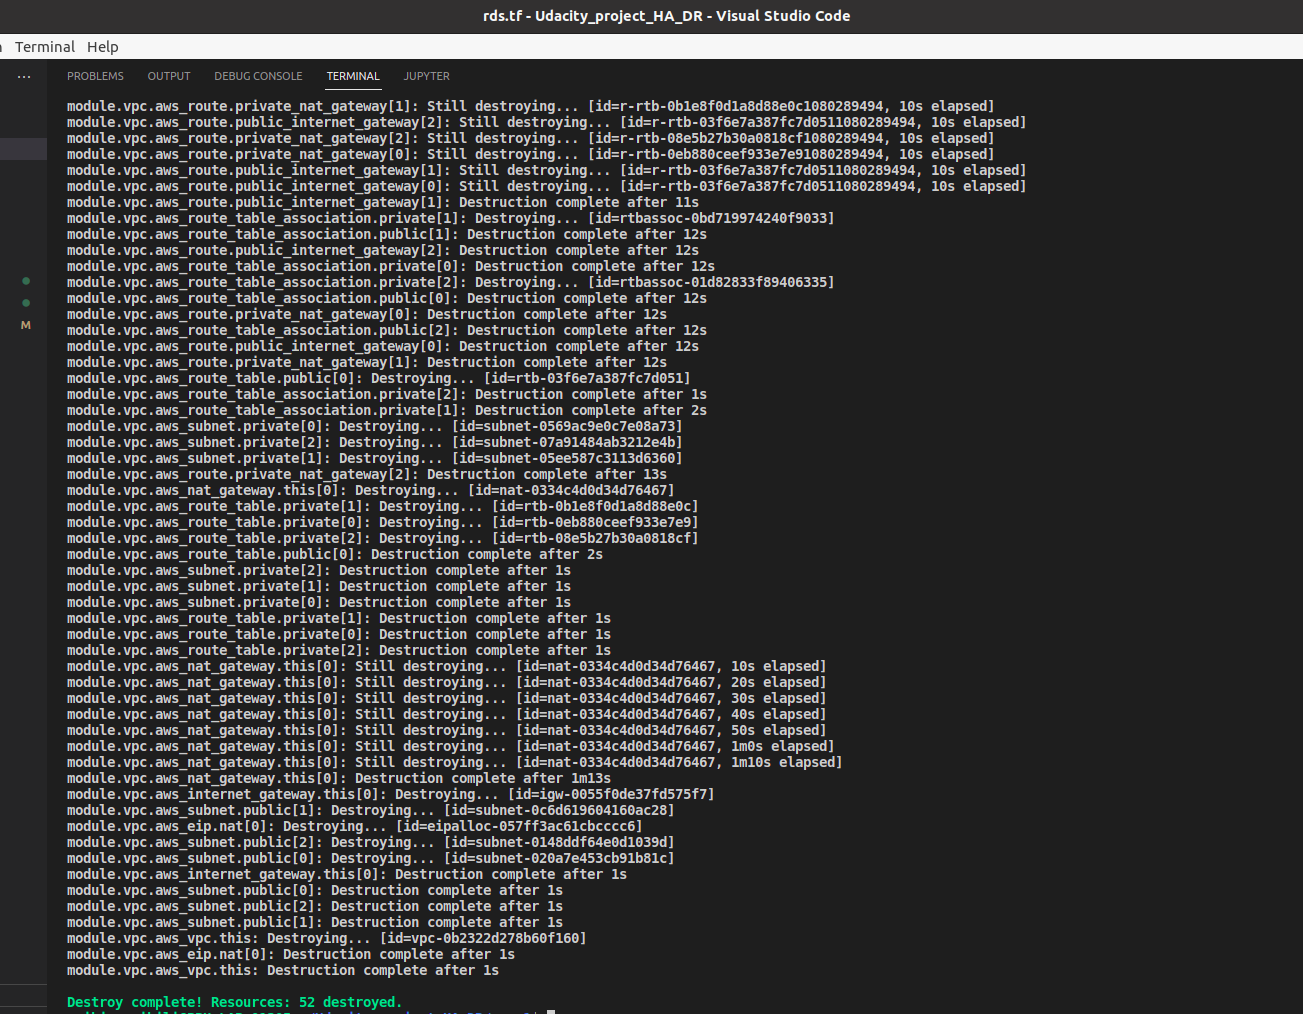 rds.tf - Udacity_project_HA_DR - Visual Studio Code
Terminal Help
... PROBLEMS OUTPUT DEBUG CONSOLE TERMINAL JUPYTER
module.vpc.aws_route.private_nat_gateway[1]: Still destroying... [id=r-rtb-0b1e8f0d1a8d88e0c1080289494, 10s elapsed]
module.vpc.aws_route.public_internet_gateway[2]: Still destroying... [id=r-rtb-03f6e7a387fc7d0511080289494, 10s elapsed]
module.vpc.aws_route.private_nat_gateway[2]: Still destroying... [id=r-rtb-08e5b27b30a0818cf1080289494, 10s elapsed]
module.vpc.aws_route.private_nat_gateway[0]: Still destroying... [id=r-rtb-0eb880ceef933e7e91080289494, 10s elapsed]
module.vpc.aws_route.public_internet_gateway[1]: Still destroying... [id=r-rtb-03f6e7a387fc7d0511080289494, 10s elapsed]
module.vpc.aws_route.public_internet_gateway[0]: Still destroying... [id=r-rtb-03f6e7a387fc7d0511080289494, 10s elapsed]
module.vpc.aws_route.public_internet_gateway[1]: Destruction complete after 11s
module.vpc.aws_route_table_association.private[1]: Destroying... [id=rtbassoc-0bd719974240f9033]
module.vpc.aws_route_table_association.public[1]: Destruction complete after 12s
module.vpc.aws_route.public_internet_gateway[2]: Destruction complete after 12s
module.vpc.aws_route_table_association.private[0]: Destruction complete after 12s
module.vpc.aws_route_table_association.private[2]: Destroying... [id=rtbassoc-01d82833f89406335]
module.vpc.aws_route_table_association.public[0]: Destruction complete after 12s
module.vpc.aws_route.private_nat_gateway[0]: Destruction complete after 12s
module.vpc.aws_route_table_association.public[2]: Destruction complete after 12s
module.vpc.aws_route.public_internet_gateway[0]: Destruction complete after 12s
module.vpc.aws_route.private_nat_gateway[1]: Destruction complete after 12s
module.vpc.aws_route_table.public[0]: Destroying... [id=rtb-03f6e7a387fc7d051]
module.vpc.aws_route_table_association.private[2]: Destruction complete after 1s
module.vpc.aws_route_table_association.private[1]: Destruction complete after 2s
module.vpc.aws_subnet.private[0]: Destroying... [id=subnet-0569ac9e0c7e08a73]
module.vpc.aws_subnet.private[2]: Destroying... [id=subnet-07a91484ab3212e4b]
module.vpc.aws_subnet.private[1]: Destroying... [id=subnet-05ee587c3113d6360]
module.vpc.aws_route.private_nat_gateway[2]: Destruction complete after 13s
module.vpc.aws_nat_gateway.this[0]: Destroying... [id=nat-0334c4d0d34d76467]
module.vpc.aws_route_table.private[1]: Destroying... [id=rtb-0b1e8f0d1a8d88e0c]
module.vpc.aws_route_table.private[0]: Destroying... [id=rtb-0eb880ceef933e7e9]
module.vpc.aws_route_table.private[2]: Destroying... [id=rtb-08e5b27b30a0818cf]
module.vpc.aws_route_table.public[0]: Destruction complete after 2s
module.vpc.aws_subnet.private[2]: Destruction complete after 1s
module.vpc.aws_subnet.private[1]: Destruction complete after 1s
module.vpc.aws_subnet.private[0]: Destruction complete after 1s
module.vpc.aws_route_table.private[1]: Destruction complete after 1s
module.vpc.aws_route_table.private[0]: Destruction complete after 1s
module.vpc.aws_route_table.private[2]: Destruction complete after 1s
module.vpc.aws_nat_gateway.this[0]: Still destroying... [id=nat-0334c4d0d34d76467, 10s elapsed]
module.vpc.aws_nat_gateway.this[0]: Still destroying... [id=nat-0334c4d0d34d76467, 20s elapsed]
module.vpc.aws_nat_gateway.this[0]: Still destroying... [id=nat-0334c4d0d34d76467, 30s elapsed]
module.vpc.aws_nat_gateway.this[0]: Still destroying... [id=nat-0334c4d0d34d76467, 40s elapsed]
module.vpc.aws_nat_gateway.this[0]: Still destroying... [id=nat-0334c4d0d34d76467, 50s elapsed]
module.vpc.aws_nat_gateway.this[0]: Still destroying... [id=nat-0334c4d0d34d76467, 1m0s elapsed]
module.vpc.aws_nat_gateway.this[0]: Still destroying... [id=nat-0334c4d0d34d76467, 1m10s elapsed]
module.vpc.aws_nat_gateway.this[0]: Destruction complete after 1m13s
module.vpc.aws_internet_gateway.this[0]: Destroying... [id=igw-0055f0de37fd575f7]
module.vpc.aws_subnet.public[1]: Destroying... [id=subnet-0c6d619604160ac28]
module.vpc.aws_eip.nat[0]: Destroying... [id=eipalloc-057ff3ac61cbcccc6]
module.vpc.aws_subnet.public[2]: Destroying... [id=subnet-0148ddf64e0d1039d]
module.vpc.aws_subnet.public[0]: Destroying... [id=subnet-020a7e453cb91b81c]
module.vpc.aws_internet_gateway.this[0]: Destruction complete after 1s
module.vpc.aws_subnet.public[0]: Destruction complete after 1s
module.vpc.aws_subnet.public[2]: Destruction complete after 1s
module.vpc.aws_subnet.public[1]: Destruction complete after 1s
module.vpc.aws_vpc.this: Destroying... [id=vpc-0b2322d278b60f160]
module.vpc.aws_eip.nat[0]: Destruction complete after 1s
module.vpc.aws_vpc.this: Destruction complete after 1s
M
Destroy complete! Resources: 52 destroyed.